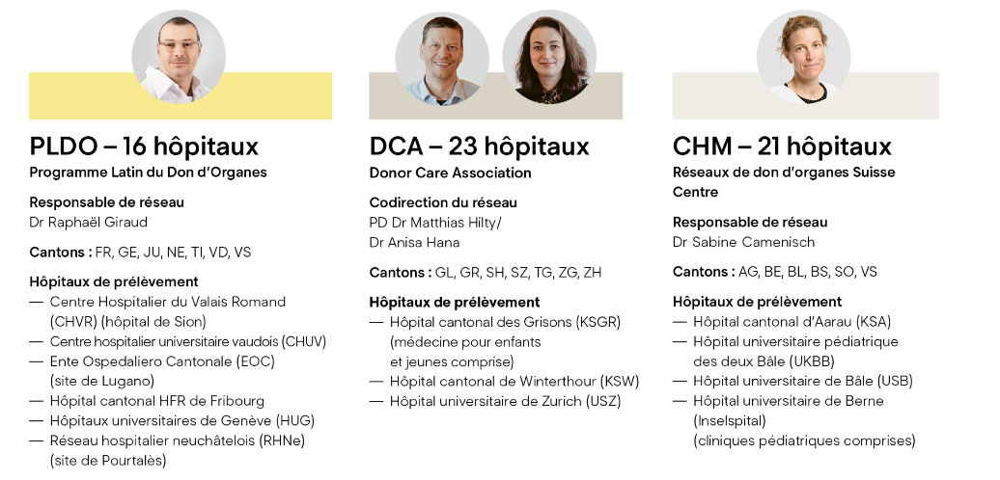 PLDO – 16 hôpitaux
Programme Latin du Don d’Organes
Responsable de réseau
Dr Raphaël Giraud
Cantons : FR, GE, JU, NE, TI, VD, VS
Hôpitaux de prélèvement
— Centre Hospitalier du Valais Romand
(CHVR) (hôpital de Sion)
— Centre hospitalier universitaire vaudois (CHUV)
— Ente Ospedaliero Cantonale (EOC)
(site de Lugano)
— Hôpital cantonal HFR de Fribourg
— Hôpitaux universitaires de Genève (HUG)
— Réseau hospitalier neuchâtelois (RHNe)
(site de Pourtalès)
DCA – 23 hôpitaux
Donor Care Association
Codirection du réseau
PD Dr Matthias Hilty/
Dr Anisa Hana
Cantons : GL, GR, SH, SZ, TG, ZG, ZH
Hôpitaux de prélèvement
— Hôpital cantonal des Grisons (KSGR)
(médecine pour enfants
et jeunes comprise)
— Hôpital cantonal de Winterthour (KSW)
— Hôpital universitaire de Zurich (USZ)
CHM – 21 hôpitaux
Réseaux de don d’organes Suisse
Centre
Responsable de réseau
Dr Sabine Camenisch
Cantons : AG, BE, BL, BS, SO, VS
Hôpitaux de prélèvement
— Hôpital cantonal d’Aarau (KSA)
— Hôpital universitaire pédiatrique
des deux Bâle (UKBB)
— Hôpital universitaire de Bâle (USB)
— Hôpital universitaire de Berne
(Inselspital)
(cliniques pédiatriques comprises)